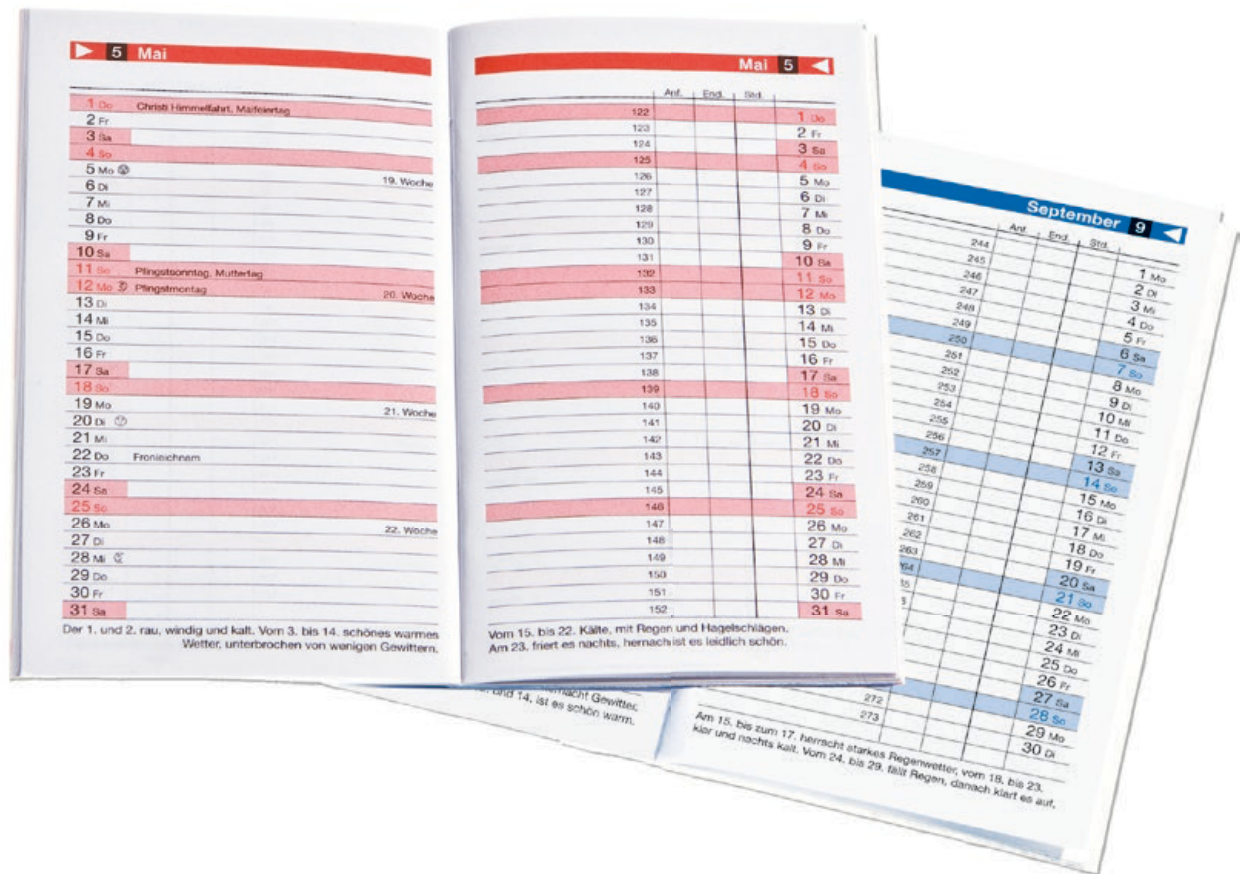 5 Mai
1 Do Christi Himmelfahrt, Maifeiertag
2 Fr
3 Sa
4 So
5 Mo 19. Woche
6 Di
7 Mi
8 Do
9 Fr
10 Sa
11 So Pfingstsonntag, Muttertag
12 Mo Pfingstmontag 20. Woche
13 Di
14 Mi
15 Do
16 Fr
17 Sa
18 So
19 Mo 21. Woche
20 Di
21 Mi
22 Do Fronleichnam
23 Fr
24 Sa
25 So
26 Mo 22. Woche
27 Di
28 Mi
29 Do
30 Fr
31 Sa
Der 1. und 2. rau, windig und kalt. Vom 3. bis 14. schönes warmes
Wetter, unterbrochen von wenigen Gewittern.
Mai 5
Anf. End. Std.
122 1 Do
123 2 Fr
124 3 Sa
125 4 So
126 5 Mo
127 6 Di
128 7 Mi
129 8 Do
130 9 Fr
131 10 Sa
132 11 So
133 12 Mo
134 13 Di
135 14 Mi
136 15 Do
137 16 Fr
138 17 Sa
139 18 So
140 19 Mo
141 20 Di
142 21 Mi
143 22 Do
144 23 Fr
145 24 Sa
146 25 So
147 26 Mo
148 27 Di
149 28 Mi
150 29 Do
151 30 Fr
152 31 Sa
Vom 15. bis 22. Kälte, mit Regen und Hagelschlägen.
Am 23. friert es nachts, hernach ist es leidlich schön.
September 9
Anf. End. Std.
244 1 Mo
245 2 Di
246 3 Mi
247 4 Do
248 5 Fr
249 6 Sa
250 7 So
251 8 Mo
252 9 Di
253 10 Mi
254 11 Do
255 12 Fr
256 13 Sa
257 14 So
258 15 Mo
259 16 Di
260 17 Mi
261 18 Do
262 19 Fr
263 20 Sa
264 21 So
22 Mo
23 Di
24 Mi
25 Do
26 Fr
27 Sa
28 So
272 29 Mo
273 30 Di
Am 15. bis zum 17. herrscht starkes Regenwetter, vom 18. bis 23.
klar und nachts kalt. Vom 24. bis 29. fällt Regen, danach klart es auf.
Gewitter,
und 14. ist es schön warm.